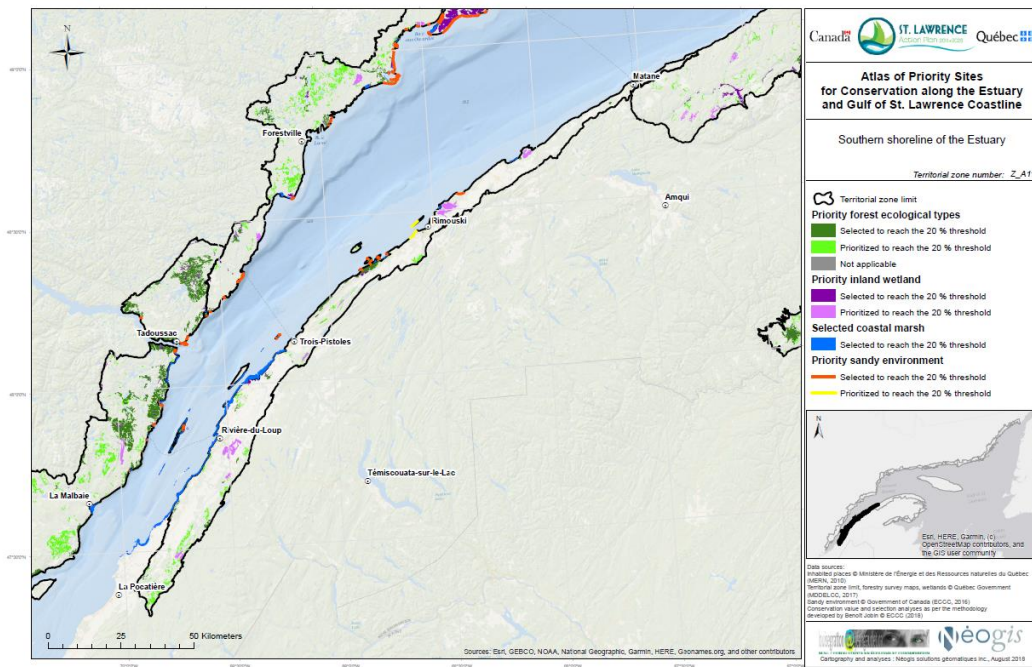 N
Matane
Forestville
Amqui
Rimouski
Tadoussac
Trois-Pistoles
Rivière-du-Loup
Témiscouata-sur-le-Lac
La Malbaie
La Pocatière
0 25 50 Kilometers
Sources: Esri, GEBCO, NOAA, National Geographic, Garmin, HERE, Geonames.org, and other contributors
Canada
ST. LAWRENCE
Action Plan
Québec
Atlas of Priority Sites
for Conservation along the Estuary
and Gulf of St. Lawrence Coastline
Southern shoreline of the Estuary
Territorial zone number: Z_A1
Territorial zone limit
Priority forest ecological types
Selected to reach the 20 % threshold
Prioritized to reach the 20 % threshold
Not applicable
Priority inland wetland
Selected to reach the 20 % threshold
Prioritized to reach the 20 % threshold
Selected coastal marsh
Selected to reach the 20 % threshold
Priority sandy environment
Selected to reach the 20 % threshold
Prioritized to reach the 20 % threshold
N
Esri, HERE, Garmin, (c)
OpenStreetMap contributors, and
the GIS user community
Data sources:
Inhabited places © Ministère de l'Énergie et des Ressources naturelles du Québec
(MERN, 2010)
Territorial zone limit, forestry survey maps, wetlands © Québec Government
(MDDELCC, 2017)
Sandy environment © Government of Canada (ECCC, 2016)
Conservation value and selection analyses as per the methodology
developed by Benoît Jobin © ECCC (2018)
Néogis
Cartography and analyses : Néogis solutions géomatiques inc., August 2018